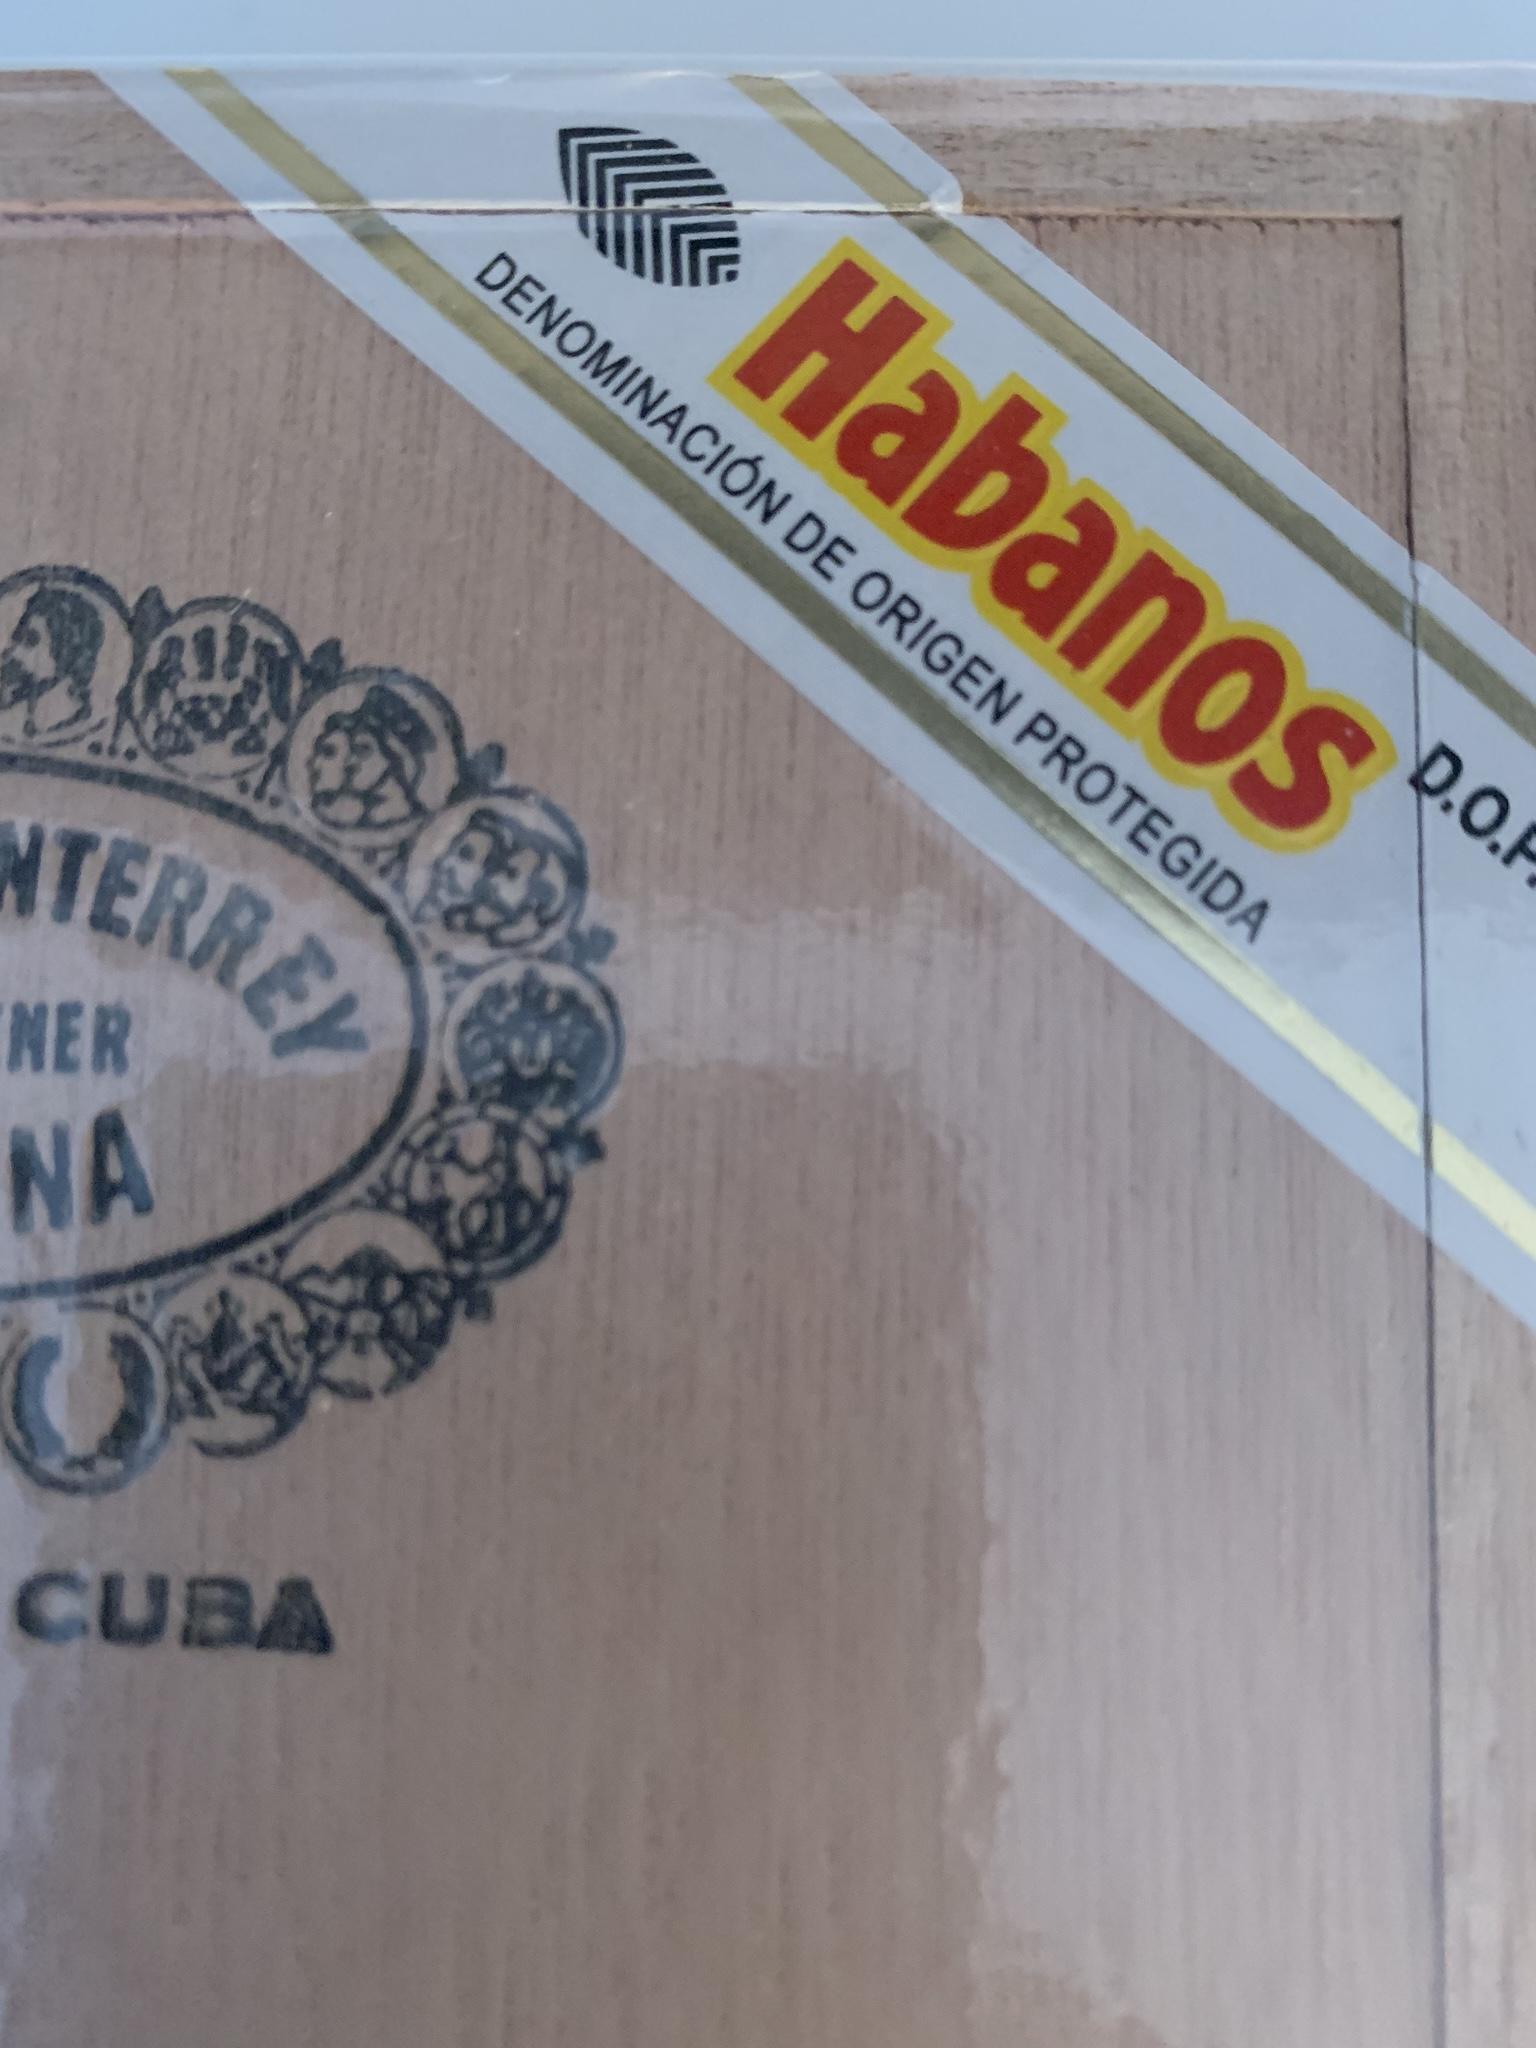 Habanos
DENOMINACIÓN DE ORIGEN PROTEGIDA
D.O.P.
NTERREY
NER
NA
CUBA